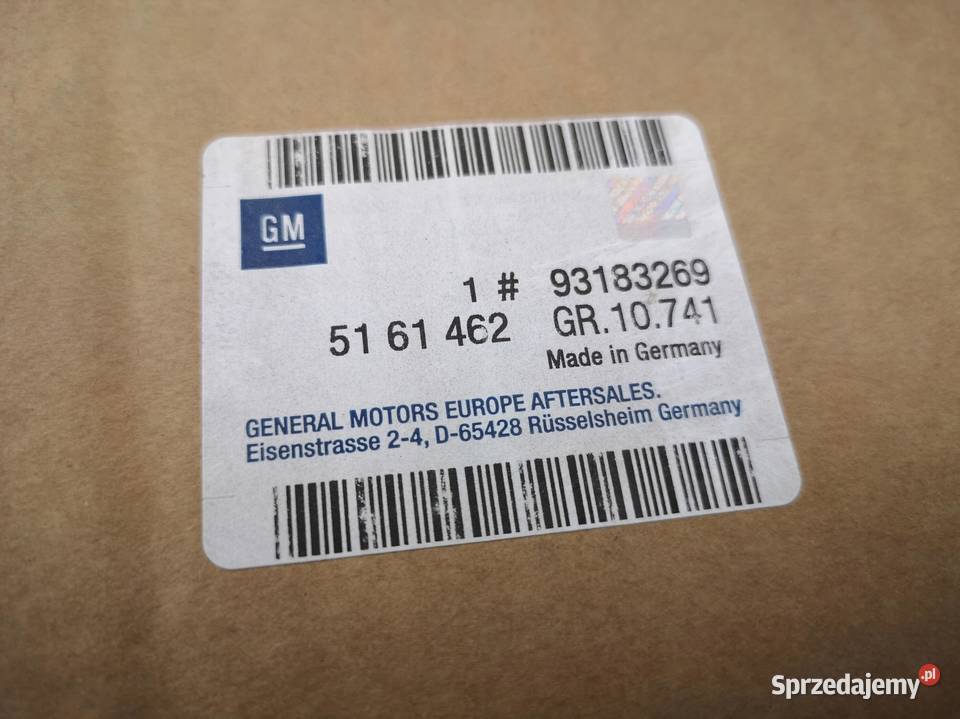 GM
1 # 93183269
51 61 462 GR.10.741
Made in Germany
GENERAL MOTORS EUROPE AFTERSALES.
Eisenstrasse 2-4, D-65428 Rüsselsheim Germany
Sprzedajemy.pl